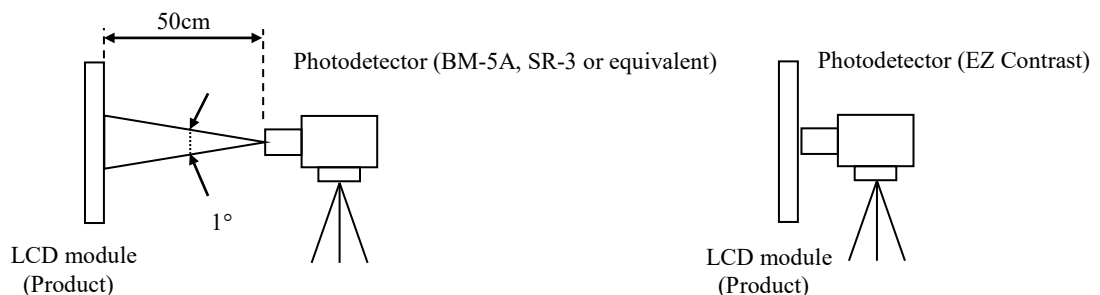 50cm
Photodetector (BM-5A, SR-3 or equivalent)
1°
LCD module
(Product)
Photodetector (EZ Contrast)
LCD module
(Product)